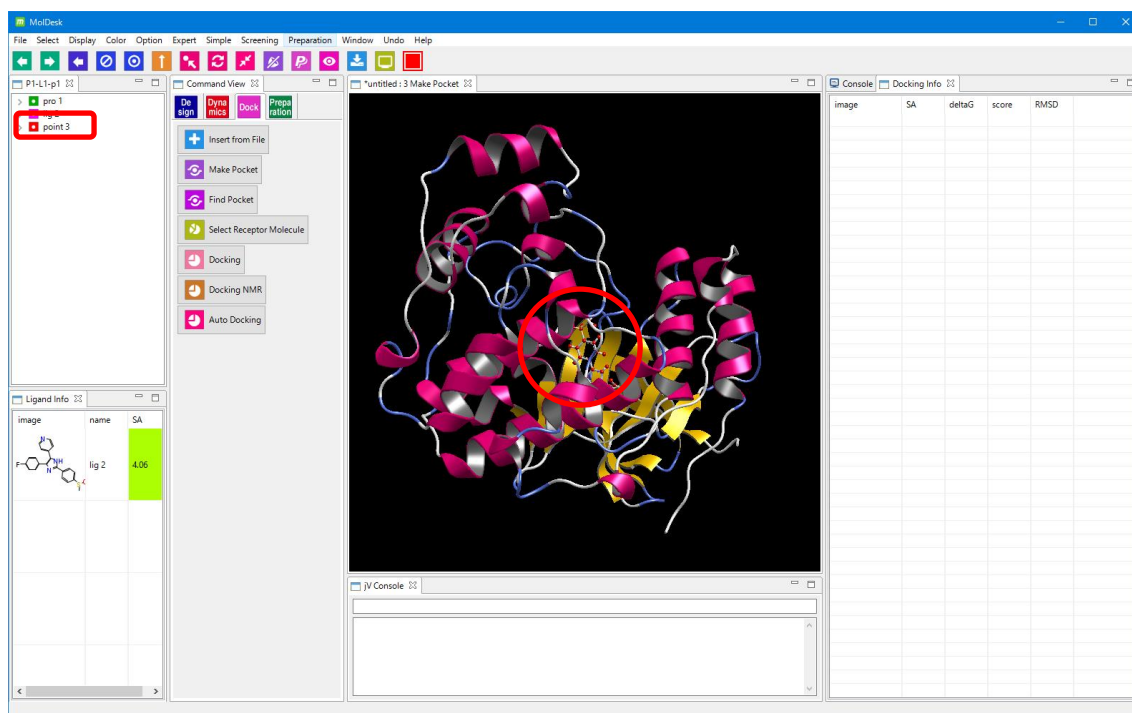 MolDesk
File Select Display Color Option Expert Simple Screening Preparation Window Undo Help
P1-L1-p1
pro 1
point 3
Command View
De sign
Dyna mics
Dock
Prepa ration
Insert from File
Make Pocket
Find Pocket
Select Receptor Molecule
Docking
Docking NMR
Auto Docking
*untitled : 3 Make Pocket
Console
Docking Info
image SA deltaG score RMSD
Ligand Info
image name SA
N
F
NH
N
lig 2
4.06
jV Console